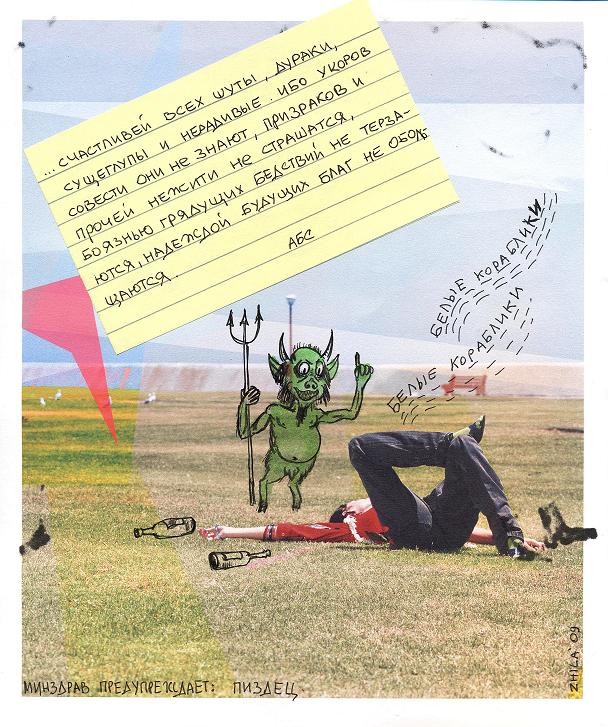 ...СЧАСТЛИВЕЙ ВСЕХ ШУТЫ, ДУРАКИ,
СУЩЕГЛУПЫ И НЕРАДИВЫЕ. ИБО УКОРОВ
СОВЕСТИ ОНИ НЕ ЗНАЮТ, ПРИЗРАКОВ И
ПРОЧЕЙ НЕЖИТИ НЕ СТРАШАТСЯ,
БОЯЗНЬЮ ГРЯДУЩИХ БЕДСТВИЙ НЕ ТЕРЗА-
ЮТСЯ, НАДЕЖДОЙ БУДУЩИХ БЛАГ НЕ ОБОЛЬ
ЩАЮТСЯ.
АБС
БЕЛЫЕ КОРАБЛИКИ
БЕЛЫЕ КОРАБЛИКИ
МИНЗДРАВ ПРЕДУПРЕЖДАЕТ: ПИЗДЕЦ.
ZHILA '09